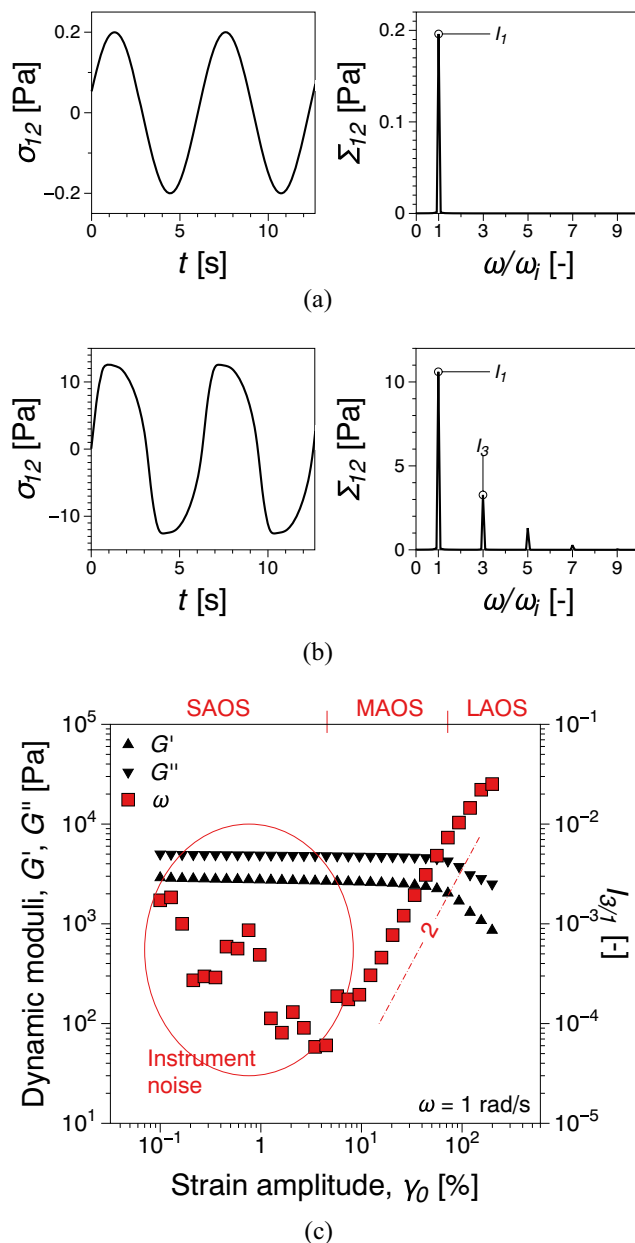 0.2
0
−0.2
σ12 [Pa]
0 5 10
t [s]
0.2
0.1
0
Σ12 [Pa]
I1
0 1 3 5 7 9
ω/ωi [-]
(a)
10
0
−10
σ12 [Pa]
0 5 10
t [s]
10
5
0
Σ12 [Pa]
I1
I3
0 1 3 5 7 9
ω/ωi [-]
(b)
SAOS MAOS LAOS
10^5
10^4
10^3
10^2
10^1
Dynamic moduli, G', G'' [Pa]
G'
G''
ω
Instrument
noise
2
ω = 1 rad/s
10^−1
10^−2
10^−3
10^−4
10^−5
I3/1 [-]
10^−1 1 10^1 10^2
Strain amplitude, γ0 [%]
(c)